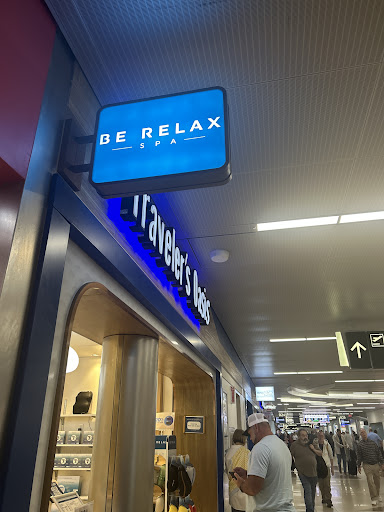 BE RELAX
SPA
Traveler's Oasis